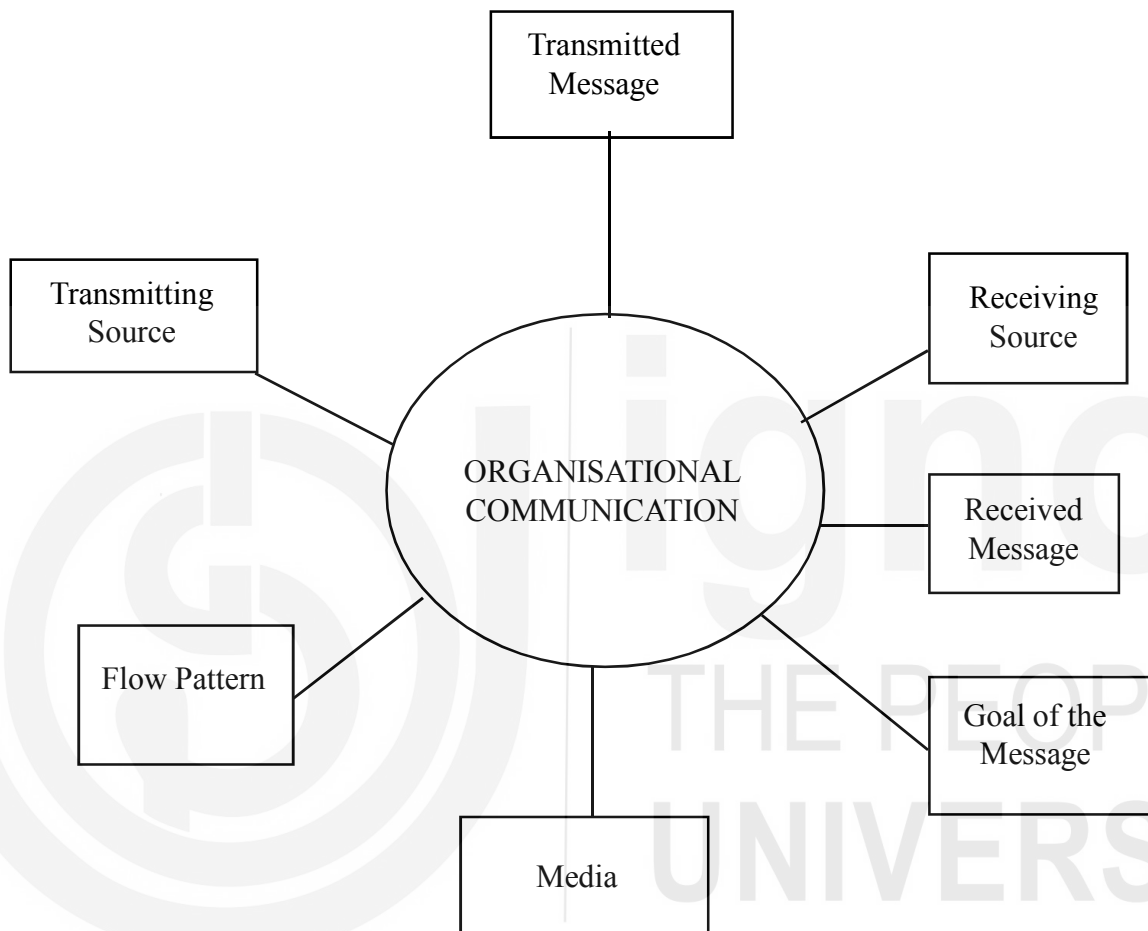 Transmitted
Message
Transmitting
Source
Receiving
Source
ORGANISATIONAL
COMMUNICATION
Received
Message
Flow Pattern
Goal of the
Message
Media
igno
THE PEOP
UNIVERS